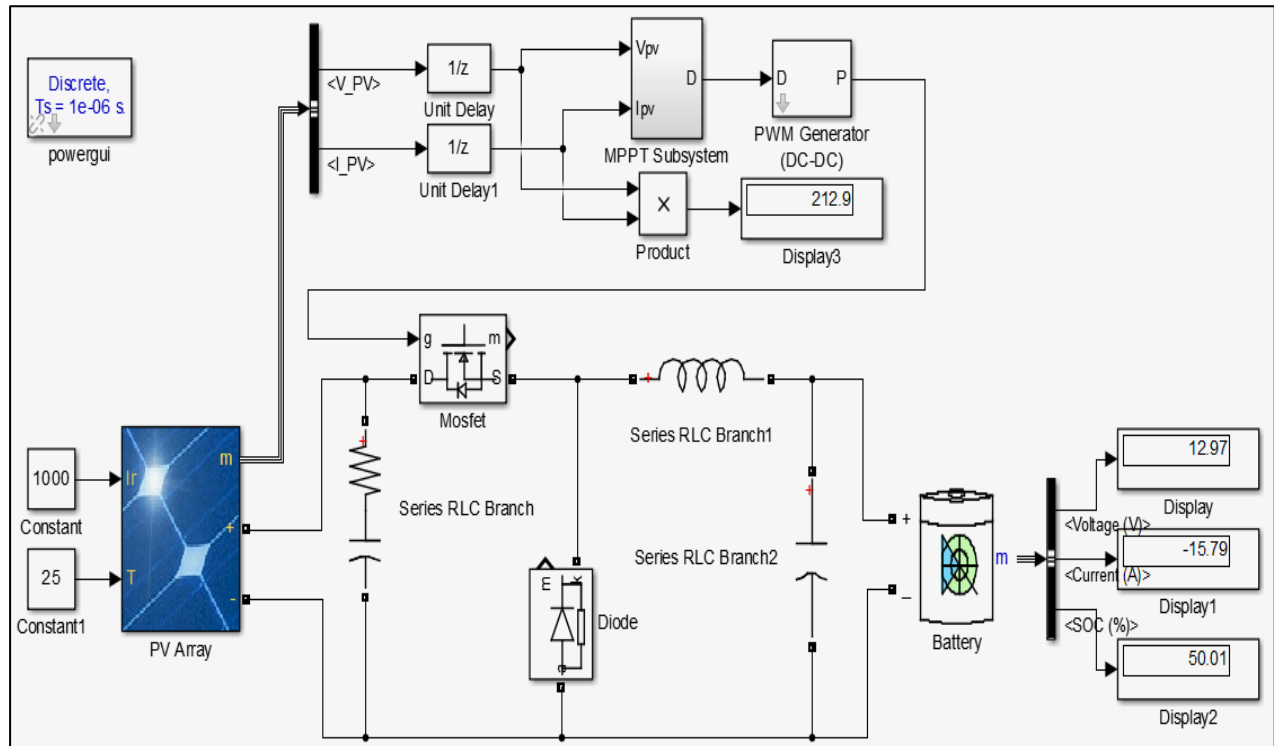 Discrete,
Ts = 1e-06 s.
powergui
<V_PV>
<I_PV>
1/z
Unit Delay
1/z
Unit Delay1
Vpv
Ipv
D
MPPT Subsystem
D
P
PWM Generator
(DC-DC)
×
Product
212.9
Display3
g
m
D
S
Mosfet
+
Series RLC Branch1
1000
Constant
25
Constant1
Ir
T
m
+
-
PV Array
+
Series RLC Branch
m
k
a
Diode
+
Series RLC Branch2
+
_
m
Battery
<Voltage (V)>
<Current (A)>
<SOC (%)>
12.97
Display
-15.79
Display1
50.01
Display2